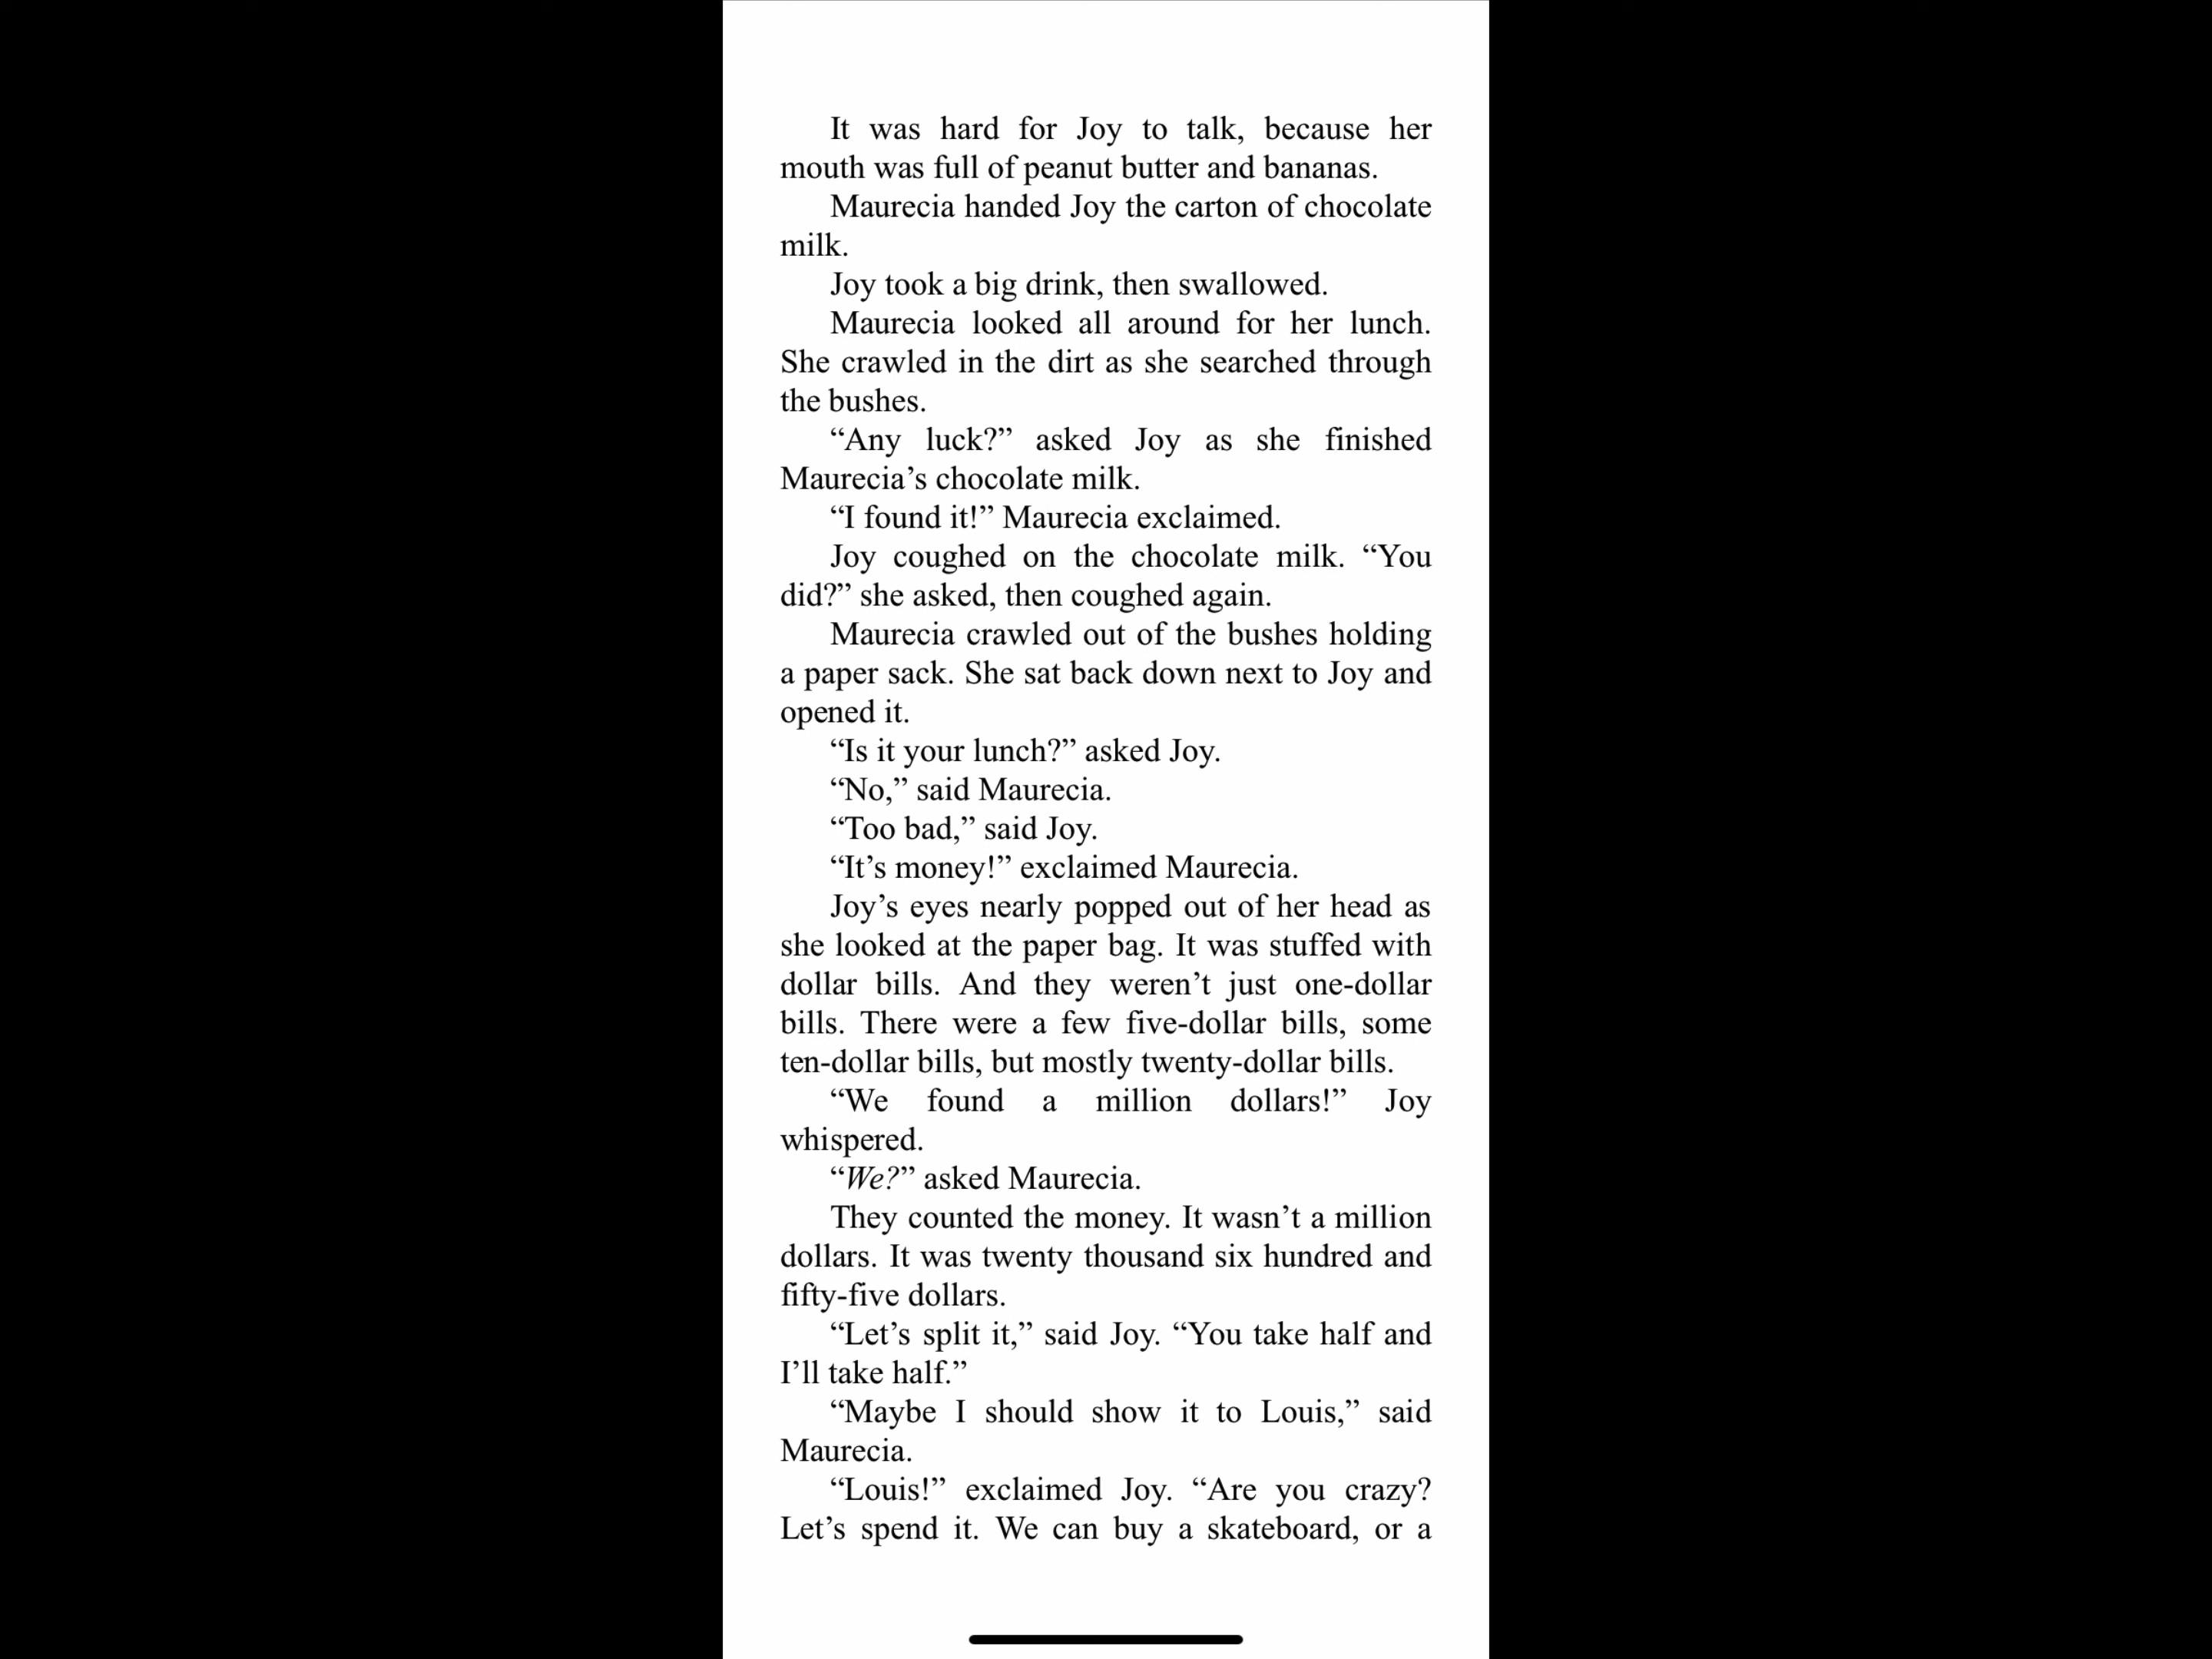 It was hard for Joy to talk, because her
mouth was full of peanut butter and bananas.
Maurecia handed Joy the carton of chocolate
milk.
Joy took a big drink, then swallowed.
Maurecia looked all around for her lunch.
She crawled in the dirt as she searched through
the bushes.
“Any luck?” asked Joy as she finished
Maurecia’s chocolate milk.
“I found it!” Maurecia exclaimed.
Joy coughed on the chocolate milk. “You
did?” she asked, then coughed again.
Maurecia crawled out of the bushes holding
a paper sack. She sat back down next to Joy and
opened it.
“Is it your lunch?” asked Joy.
“No,” said Maurecia.
“Too bad,” said Joy.
“It’s money!” exclaimed Maurecia.
Joy’s eyes nearly popped out of her head as
she looked at the paper bag. It was stuffed with
dollar bills. And they weren’t just one-dollar
bills. There were a few five-dollar bills, some
ten-dollar bills, but mostly twenty-dollar bills.
“We found a million dollars!” Joy
whispered.
“We?” asked Maurecia.
They counted the money. It wasn’t a million
dollars. It was twenty thousand six hundred and
fifty-five dollars.
“Let’s split it,” said Joy. “You take half and
I’ll take half.”
“Maybe I should show it to Louis,” said
Maurecia.
“Louis!” exclaimed Joy. “Are you crazy?
Let’s spend it. We can buy a skateboard, or a